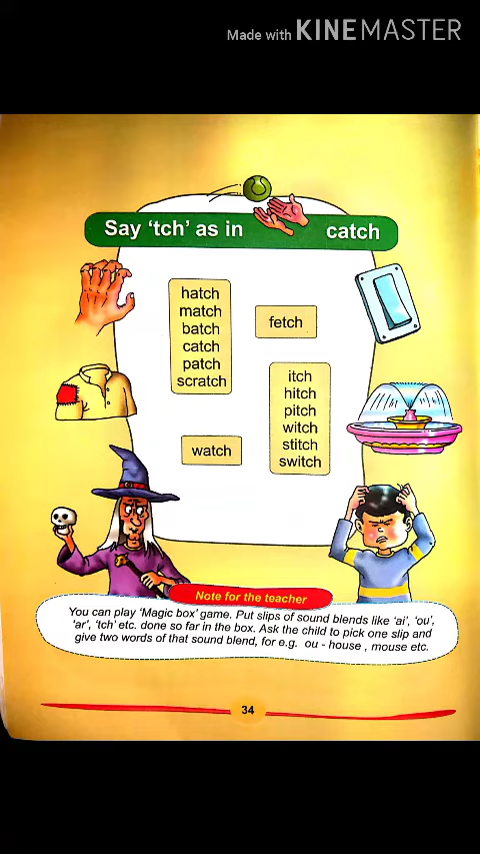 Made with KINEMASTER
Say 'tch' as in catch
hatch
match
batch
catch
patch
scratch
fetch
itch
hitch
pitch
witch
stitch
switch
watch
Note for the teacher
You can play 'Magic box' game. Put slips of sound blends like 'ai', 'ou',
'ar', 'tch' etc. done so far in the box. Ask the child to pick one slip and
give two words of that sound blend, for e.g. ou - house , mouse etc.
34